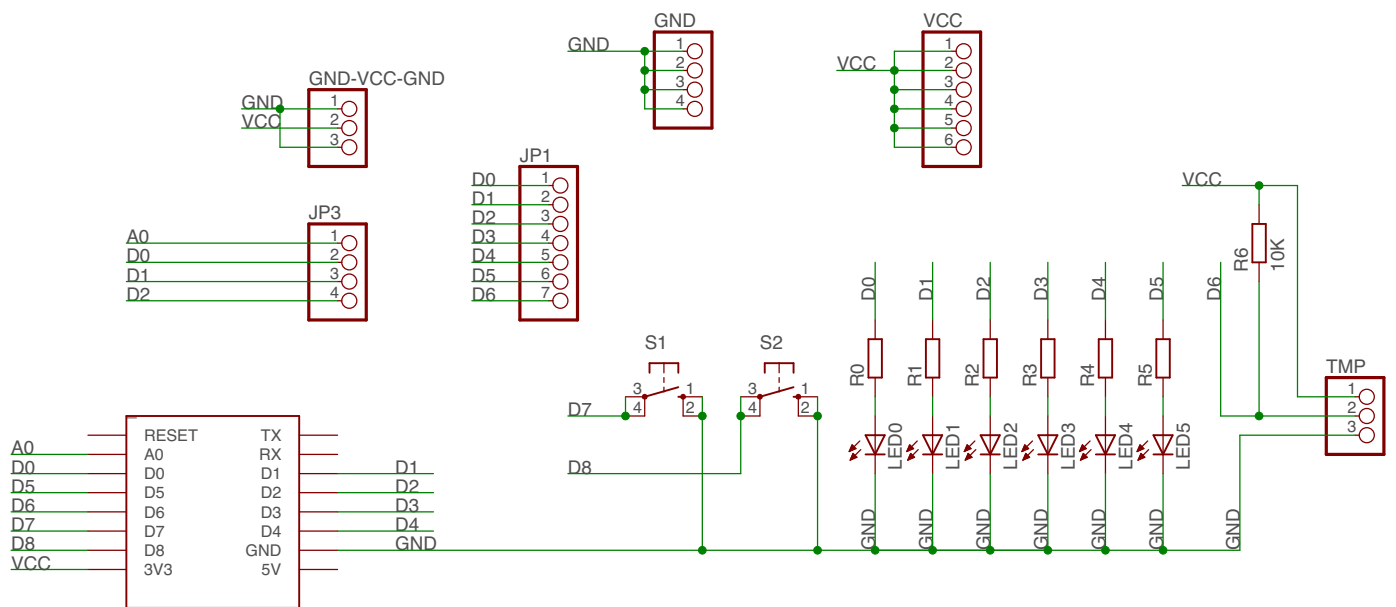 GND
VCC
GND
1
2
3
4
VCC
1
2
3
4
5
6
GND-VCC-GND
GND
VCC
1
2
3
JP1
D0
D1
D2
D3
D4
D5
D6
1
2
3
4
5
6
7
JP3
A0
D0
D1
D2
1
2
3
4
VCC
R6
10K
D0
D1
D2
D3
D4
D5
D6
S1
S2
3
1
4
2
3
1
4
2
D7
D8
R0
R1
R2
R3
R4
R5
TMP
1
2
3
LED0
LED1
LED2
LED3
LED4
LED5
RESET TX
A0 A0 RX
D0 D0 D1 D1
D5 D5 D2 D2
D6 D6 D3 D3
D7 D7 D4 D4
D8 D8 GND GND
VCC 3V3 5V
GND
GND
GND
GND
GND
GND
GND